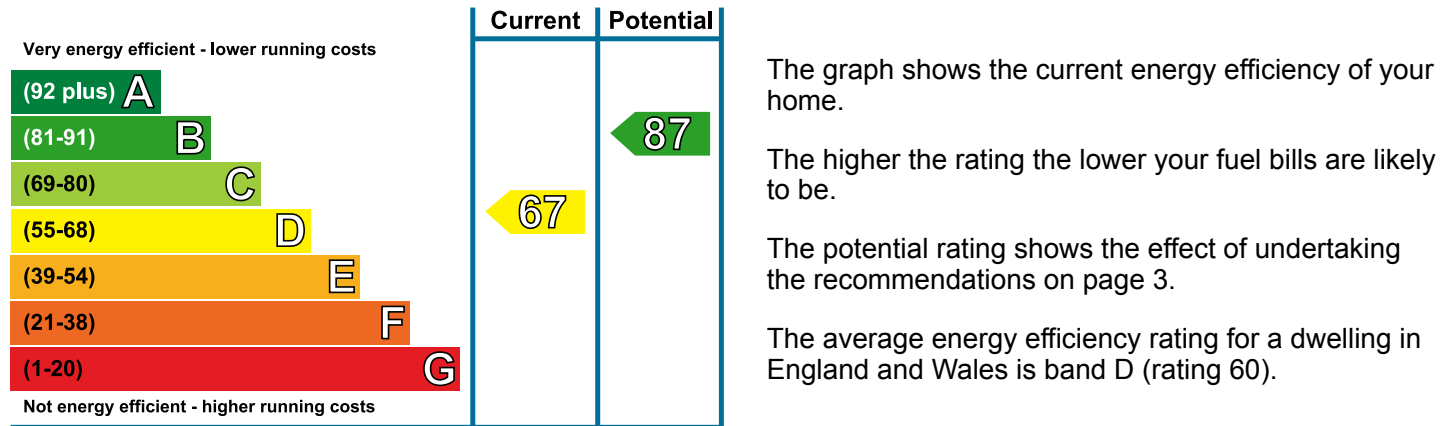 Current Potential
Very energy efficient - lower running costs
(92 plus) A
(81-91) B
87
(69-80) C
67
(55-68) D
(39-54) E
(21-38) F
(1-20) G
Not energy efficient - higher running costs
The graph shows the current energy efficiency of your
home.
The higher the rating the lower your fuel bills are likely
to be.
The potential rating shows the effect of undertaking
the recommendations on page 3.
The average energy efficiency rating for a dwelling in
England and Wales is band D (rating 60).